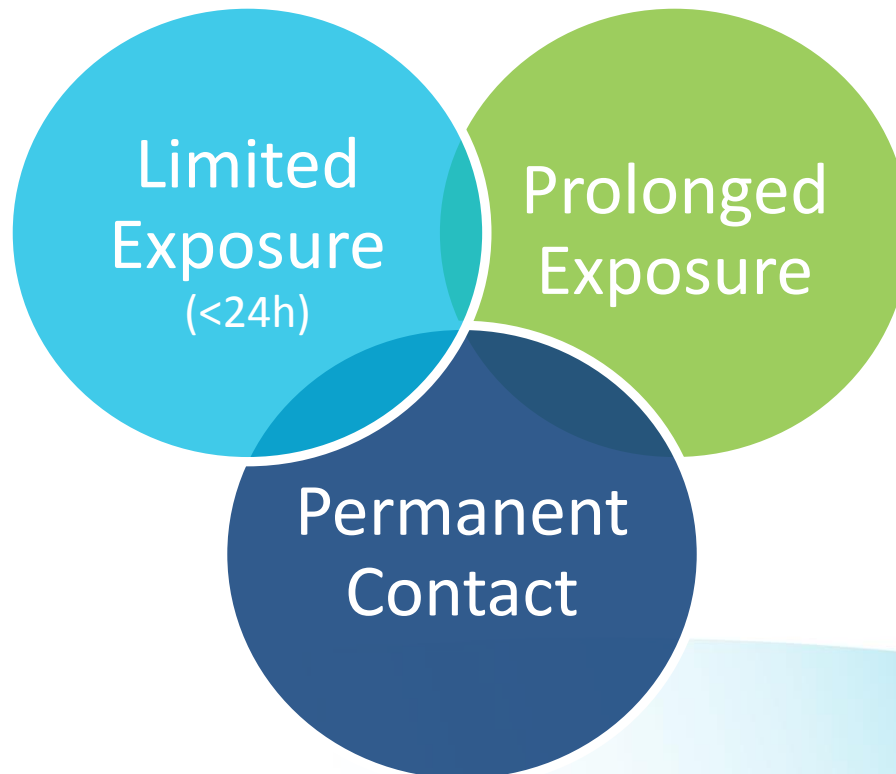 Limited
Exposure
(<24h)
Prolonged
Exposure
Permanent
Contact